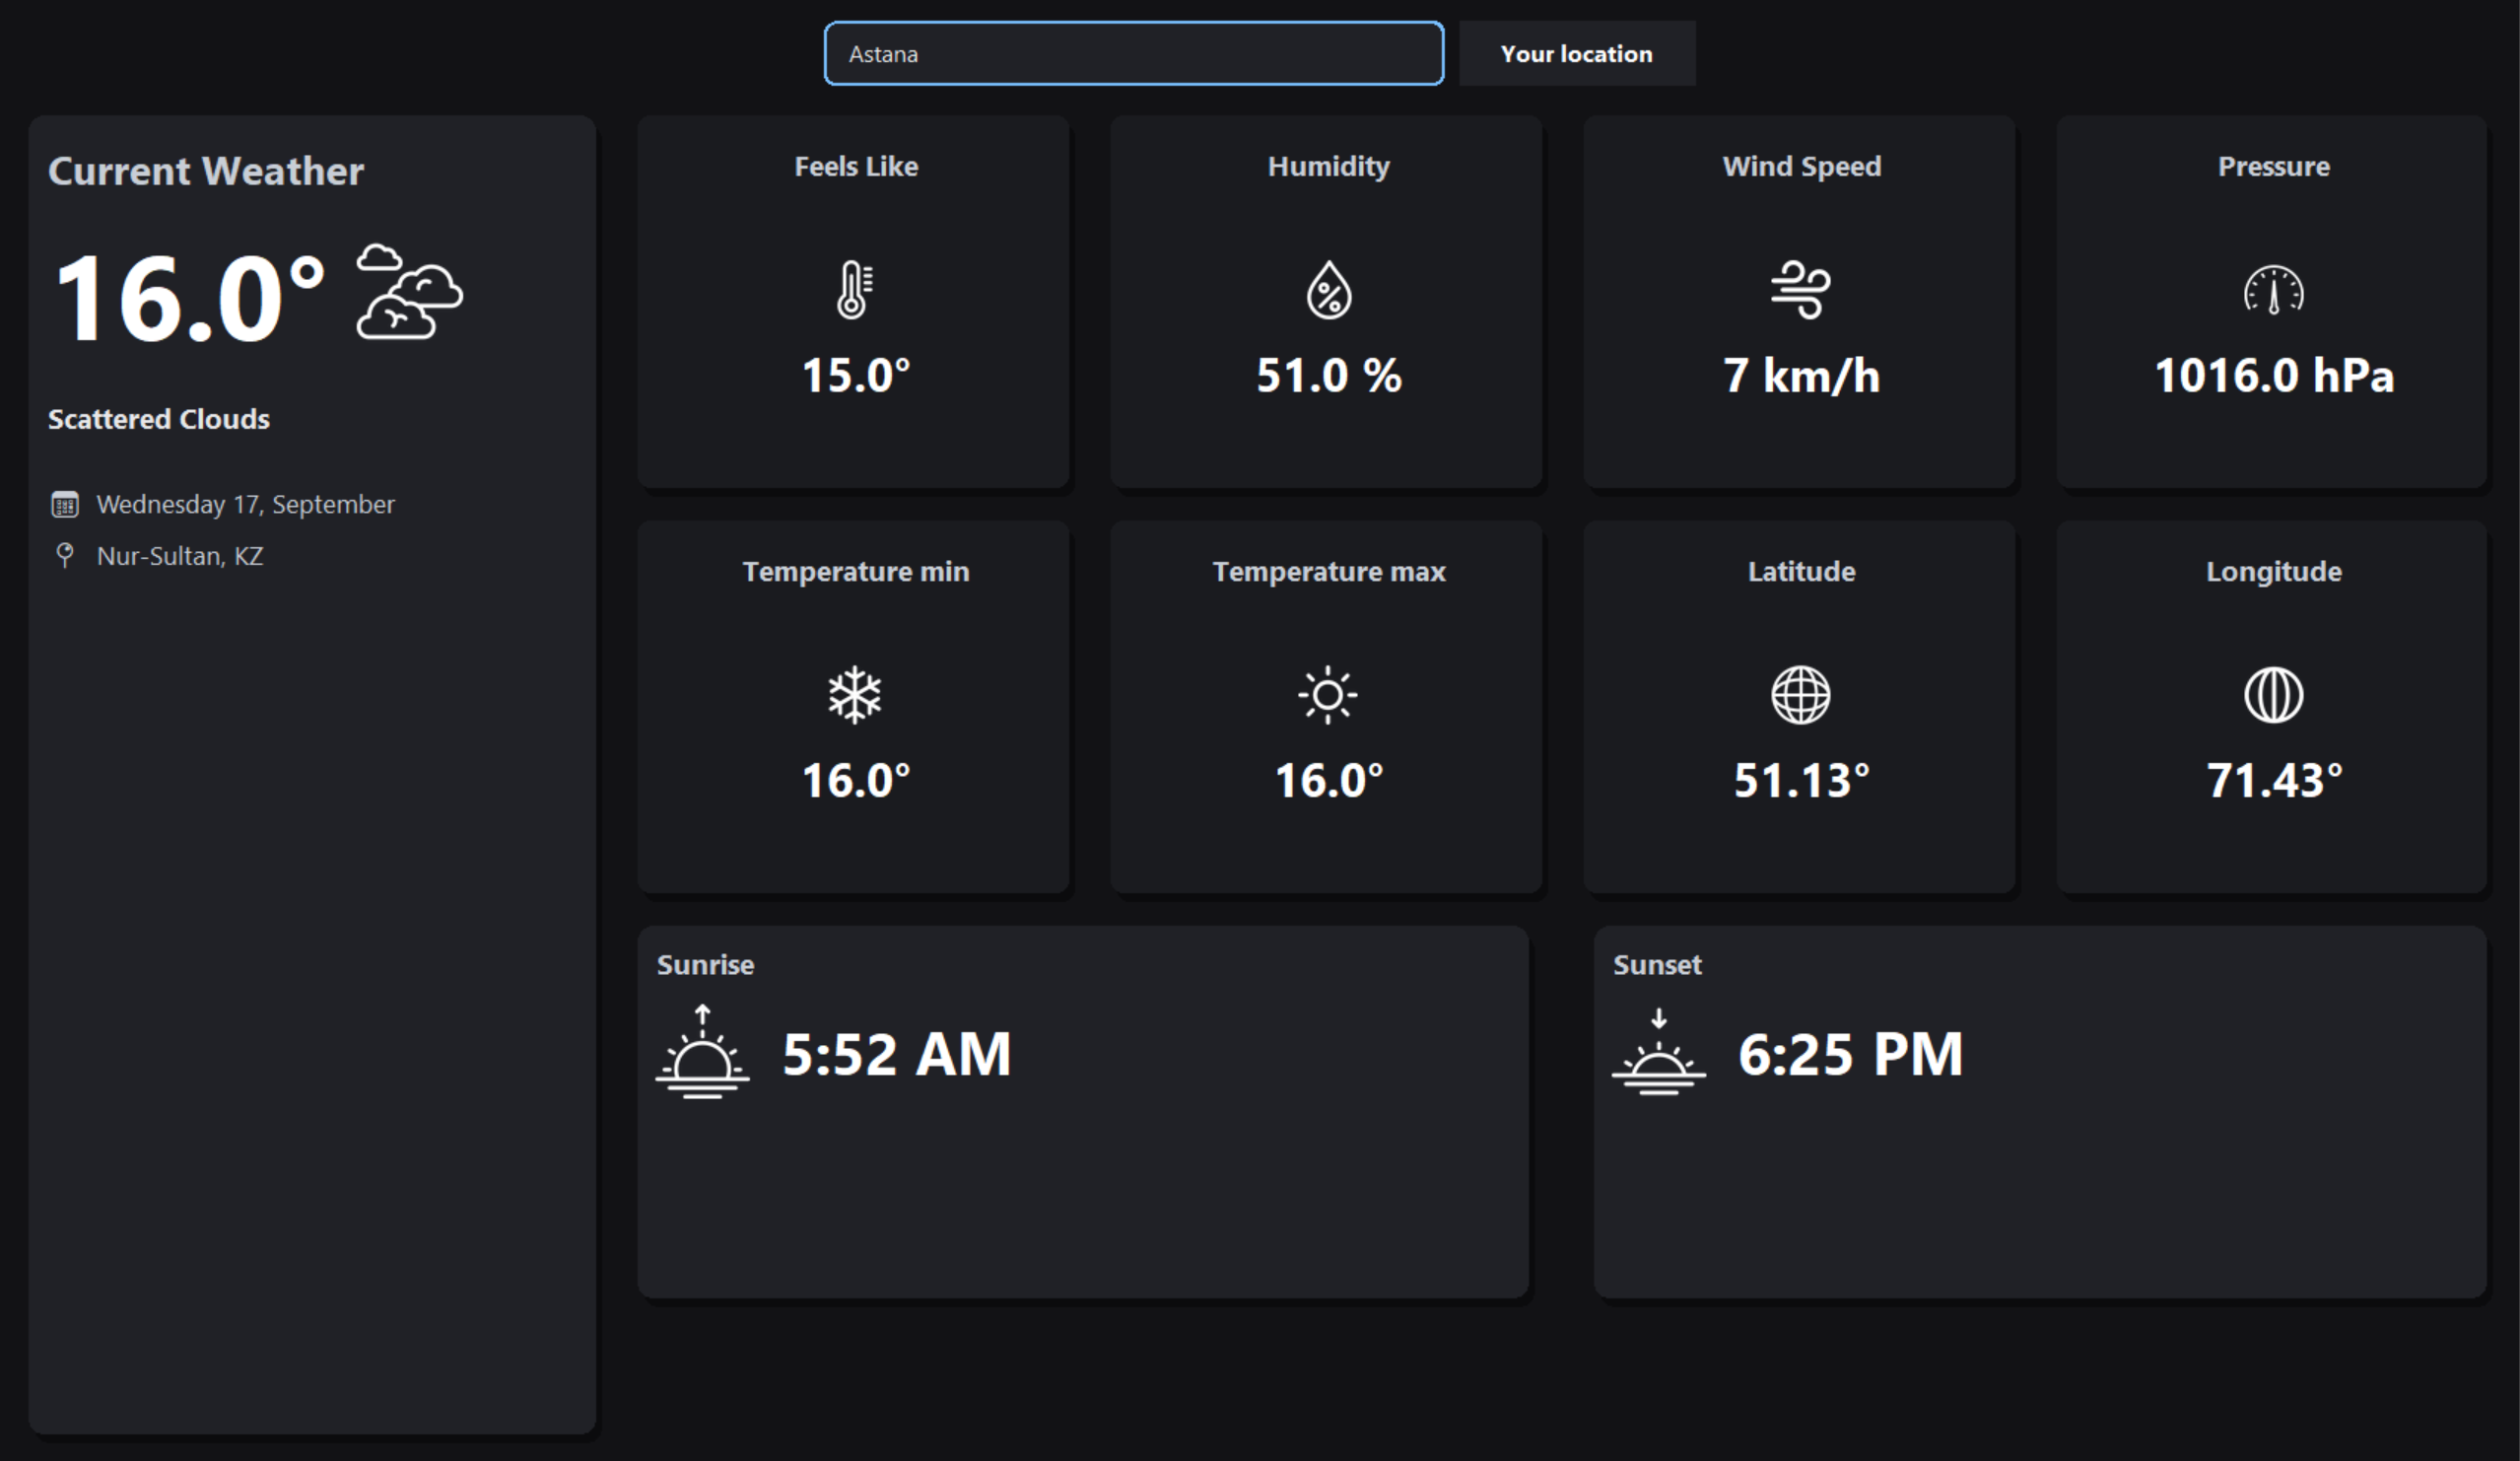 Astana
Your location
Current Weather
16.0°
Scattered Clouds
Wednesday 17, September
Nur-Sultan, KZ
Feels Like
15.0°
Humidity
51.0 %
Wind Speed
7 km/h
Pressure
1016.0 hPa
Temperature min
16.0°
Temperature max
16.0°
Latitude
51.13°
Longitude
71.43°
Sunrise
5:52 AM
Sunset
6:25 PM